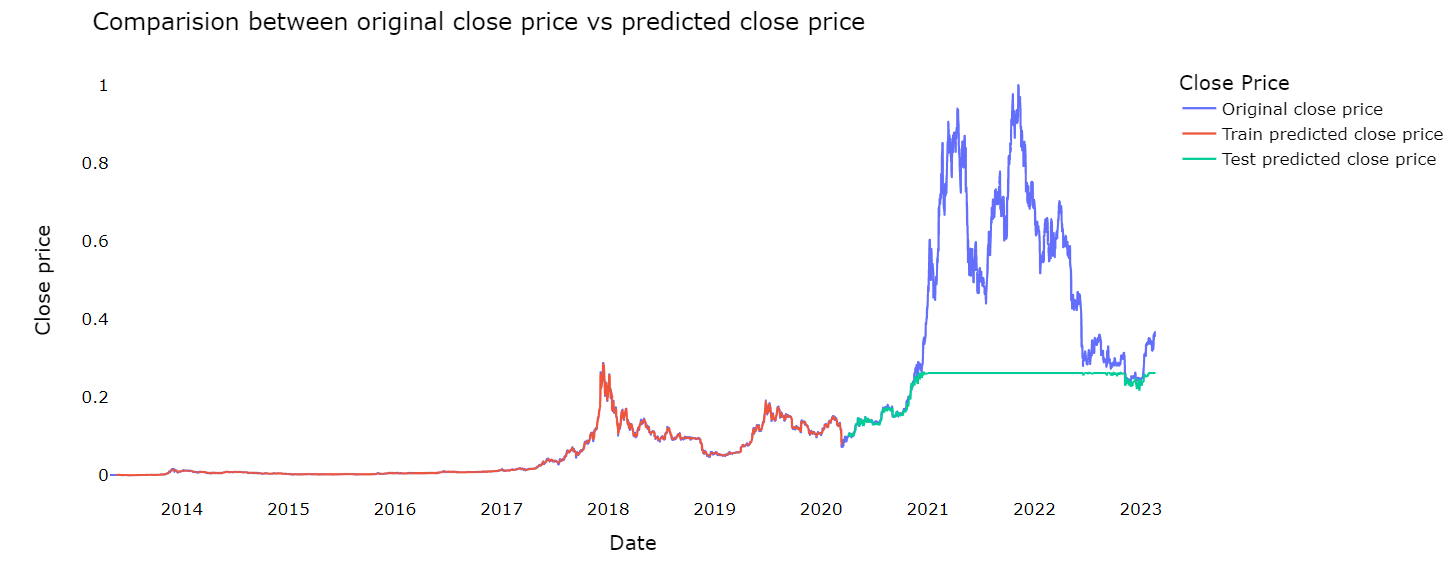 Comparision between original close price vs predicted close price
Close Price
Original close price
Train predicted close price
Test predicted close price
1
0.8
0.6
0.4
0.2
0
Close price
2014 2015 2016 2017 2018 2019 2020 2021 2022 2023
Date